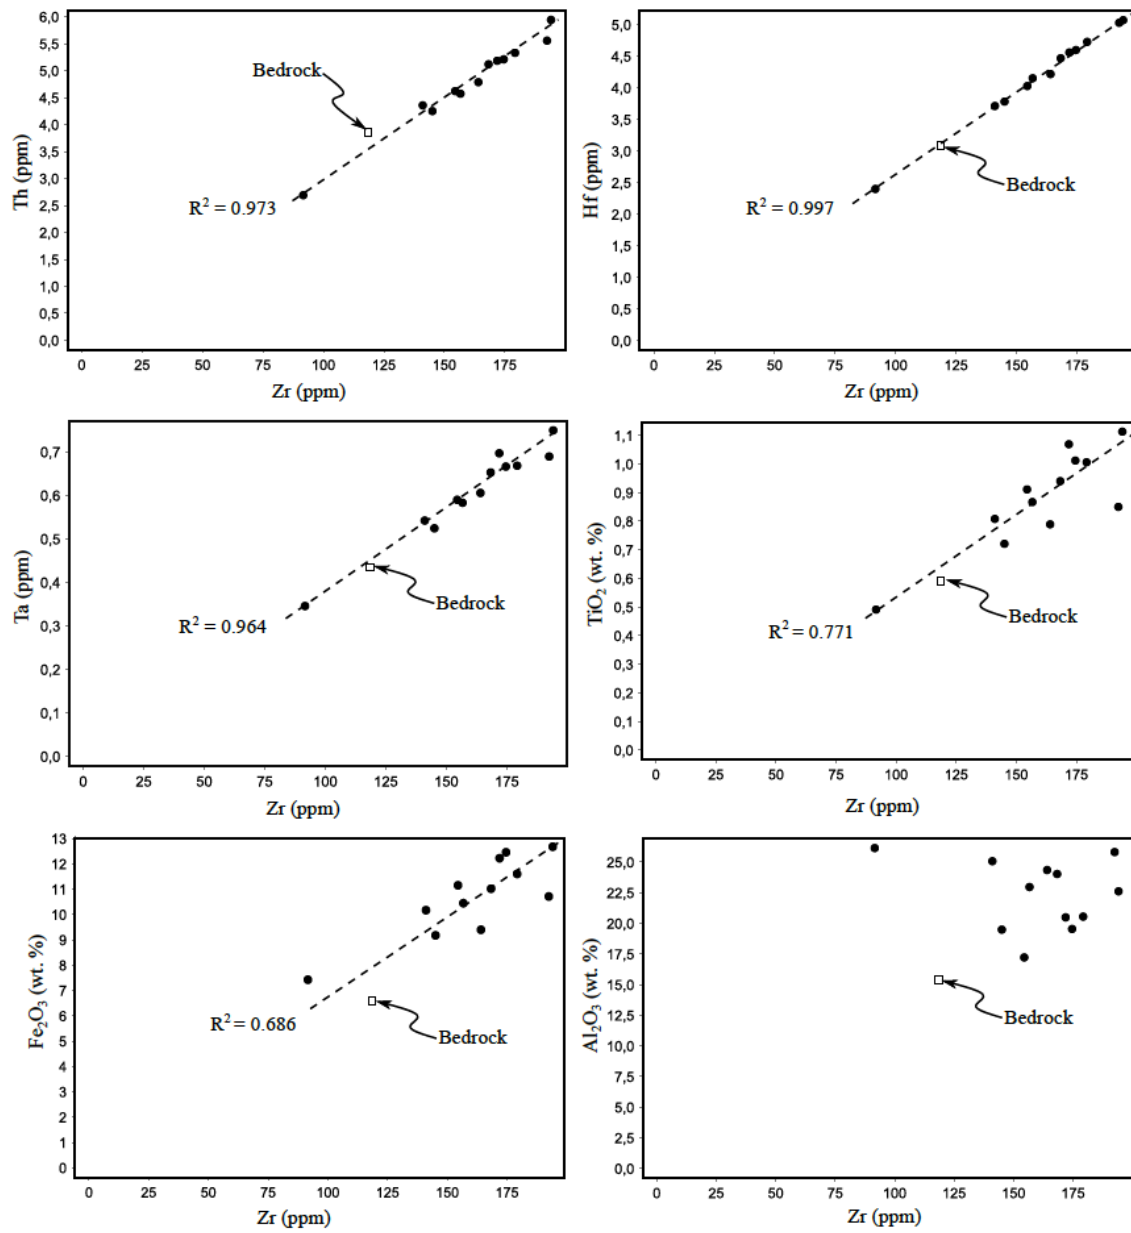 6,0
5,5
5,0
4,5
4,0
3,5
3,0
2,5
2,0
1,5
1,0
0,5
0,0
Th (ppm)
Bedrock
R² = 0.973
0 25 50 75 100 125 150 175
Zr (ppm)
5,0
4,5
4,0
3,5
3,0
2,5
2,0
1,5
1,0
0,5
0,0
Hf (ppm)
Bedrock
R² = 0.997
0 25 50 75 100 125 150 175
Zr (ppm)
0,7
0,6
0,5
0,4
0,3
0,2
0,1
0,0
Ta (ppm)
Bedrock
R² = 0.964
0 25 50 75 100 125 150 175
Zr (ppm)
1,1
1,0
0,9
0,8
0,7
0,6
0,5
0,4
0,3
0,2
0,1
0,0
TiO₂ (wt. %)
Bedrock
R² = 0.771
0 25 50 75 100 125 150 175
Zr (ppm)
13
12
11
10
9
8
7
6
5
4
3
2
1
0
Fe₂O₃ (wt. %)
R² = 0.686
Bedrock
0 25 50 75 100 125 150 175
Zr (ppm)
25,0
22,5
20,0
17,5
15,0
12,5
10,0
7,5
5,0
2,5
0,0
Al₂O₃ (wt. %)
Bedrock
0 25 50 75 100 125 150 175
Zr (ppm)